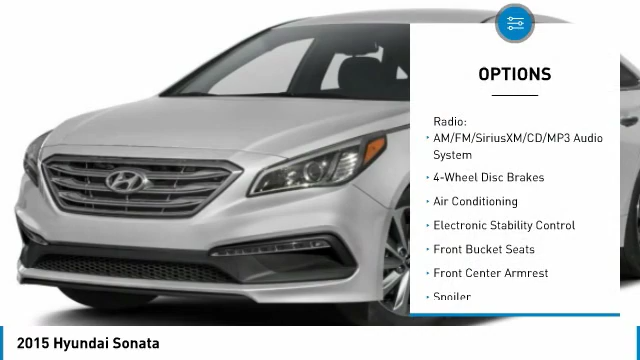 OPTIONS
Radio:
• AM/FM/SiriusXM/CD/MP3 Audio
System
• 4-Wheel Disc Brakes
• Air Conditioning
• Electronic Stability Control
• Front Bucket Seats
• Front Center Armrest
• Spoiler
2015 Hyundai Sonata